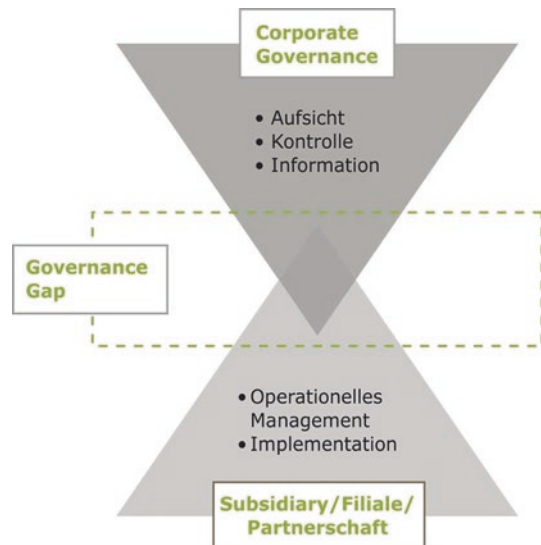 Corporate
Governance
• Aufsicht
• Kontrolle
• Information
Governance
Gap
• Operationelles
Management
• Implementation
Subsidiary/Filiale/
Partnerschaft